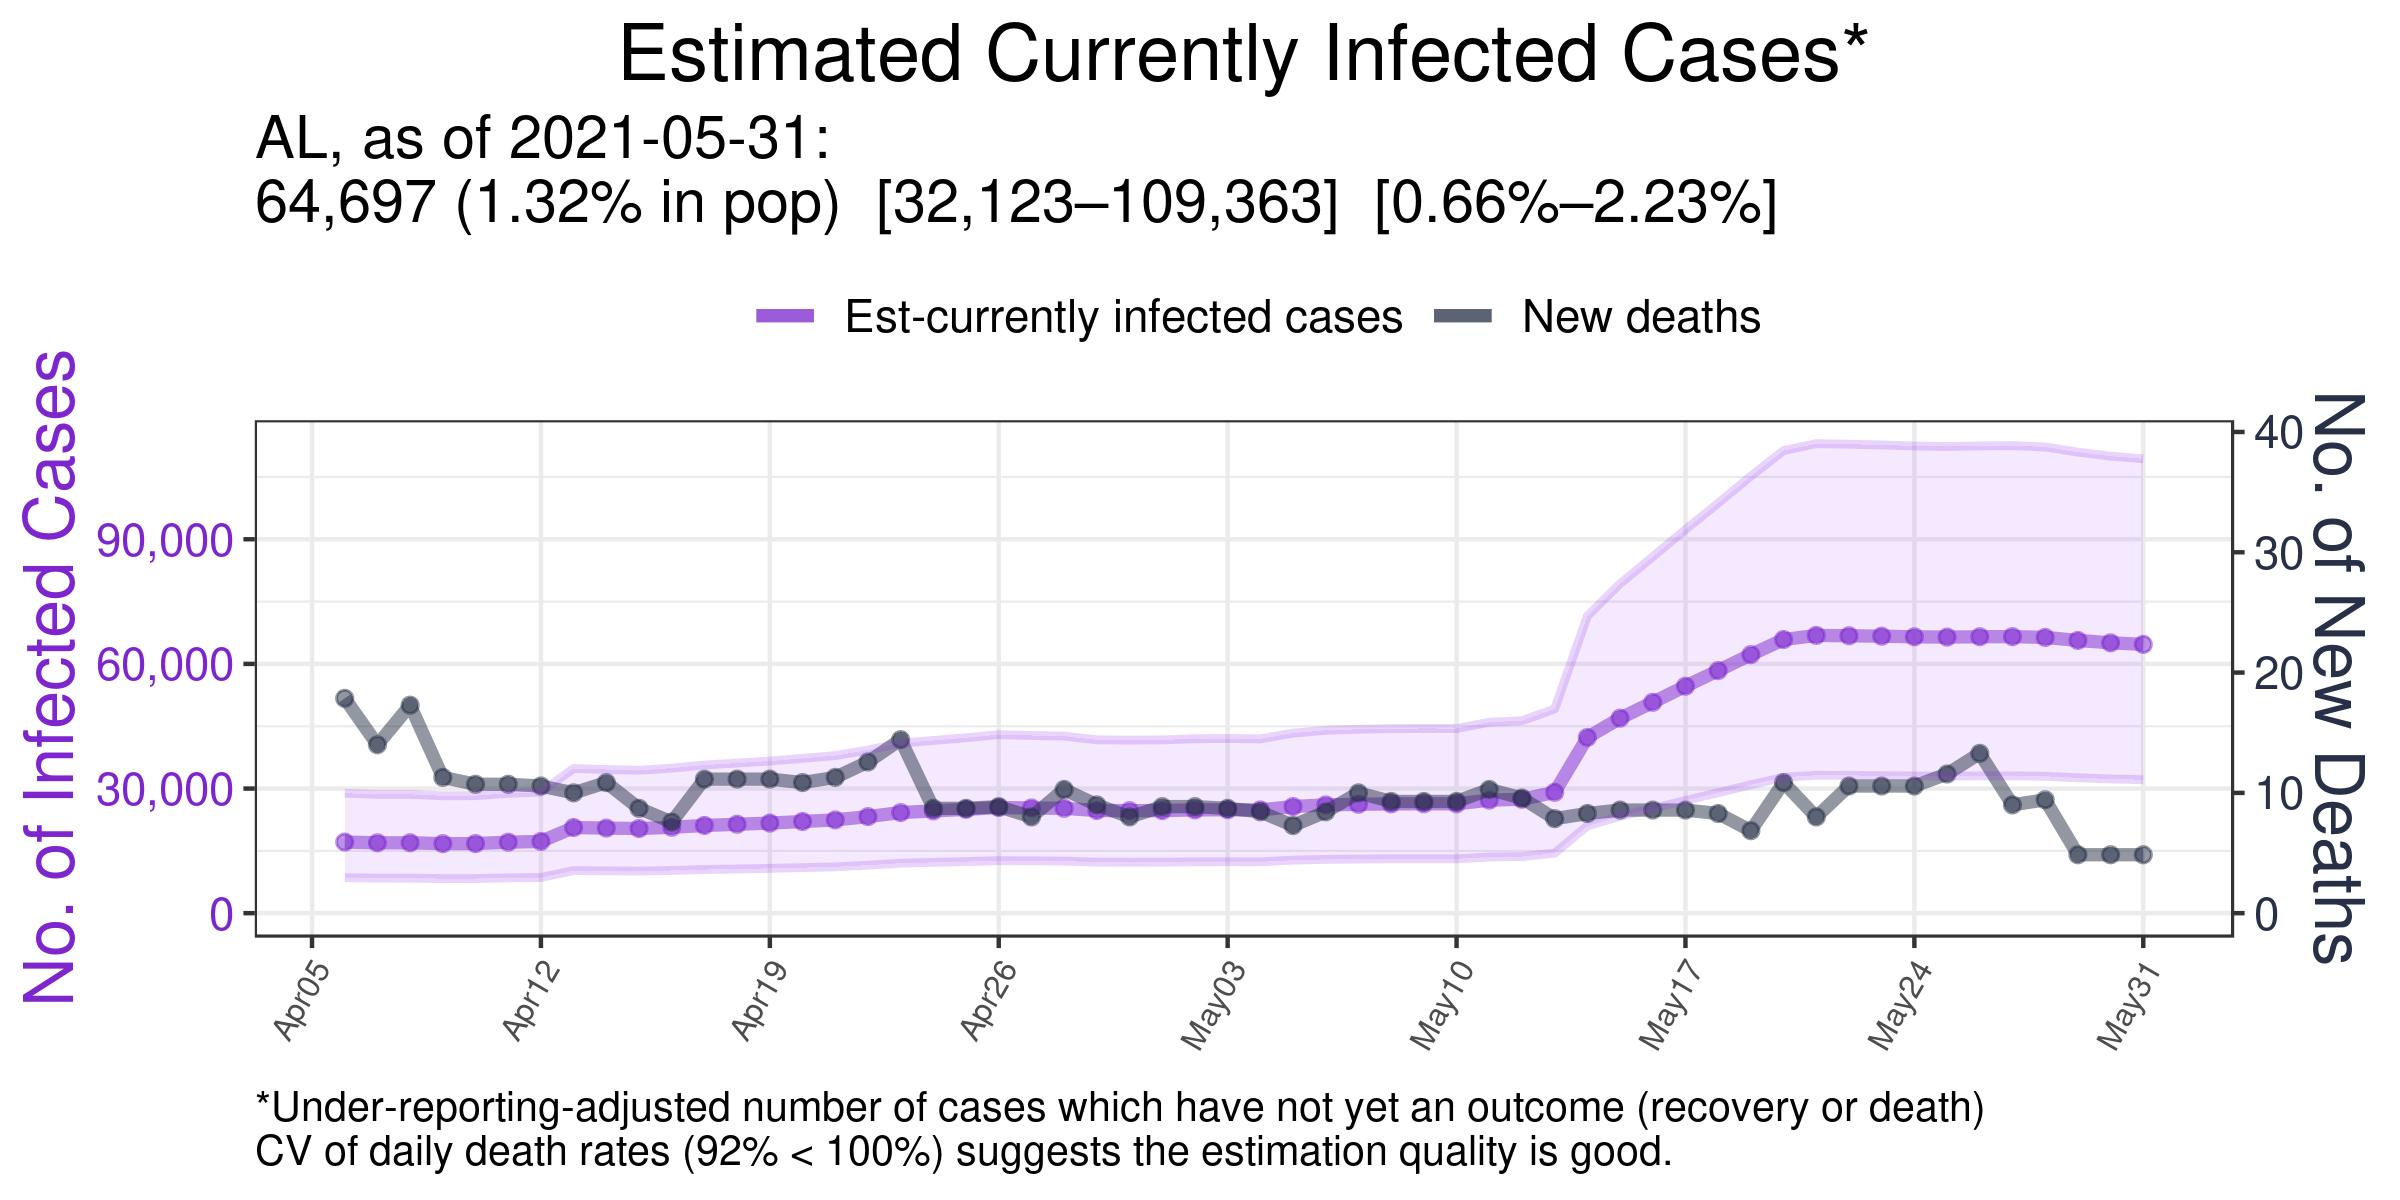 Estimated Currently Infected Cases*
AL, as of 2021-05-31:
64,697 (1.32% in pop)  [32,123–109,363]  [0.66%–2.23%]
Est-currently infected cases
New deaths
No. of Infected Cases
90,000
60,000
30,000
0
40
30
20
10
0
No. of New Deaths
Apr05
Apr12
Apr19
Apr26
May03
May10
May17
May24
May31
*Under-reporting-adjusted number of cases which have not yet an outcome (recovery or death)
CV of daily death rates (92% < 100%) suggests the estimation quality is good.